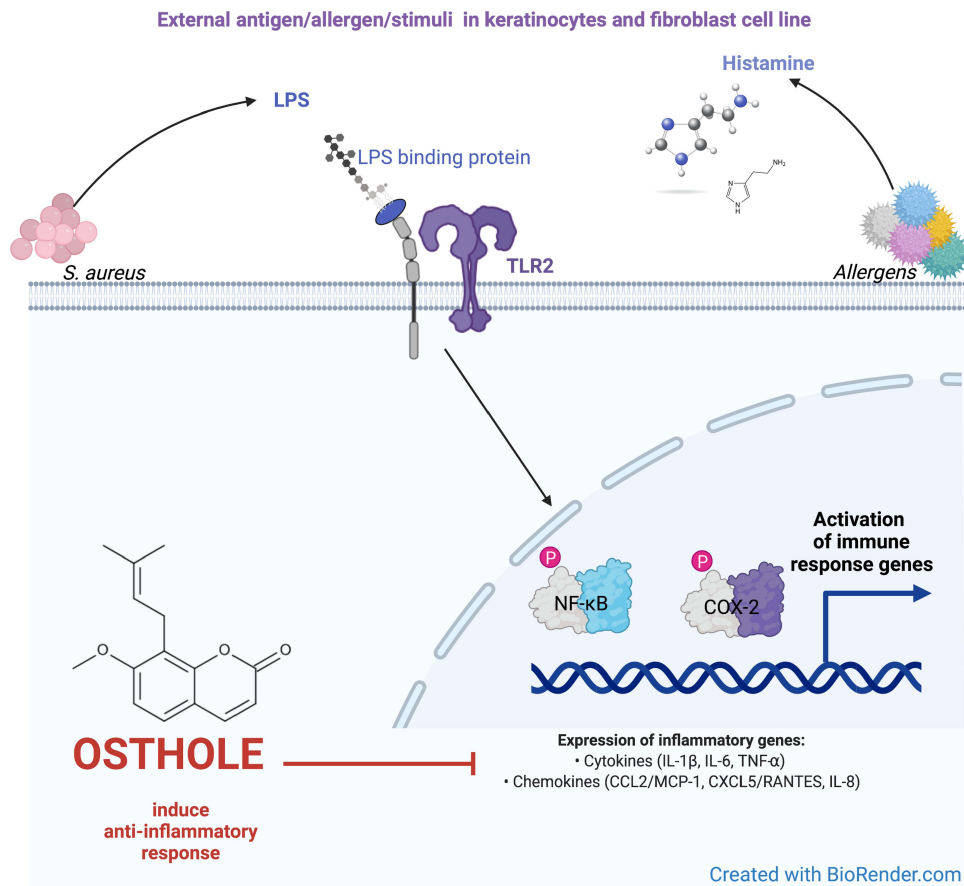 External antigen/allergen/stimuli in keratinocytes and fibroblast cell line
Histamine
LPS
LPS binding protein
NH₂
N
N
H
S. aureus
TLR2
Allergens
Activation
of immune
response genes
P
NF-κB
P
COX-2
O
O
O
OSTHOLE
induce
anti-inflammatory
response
Expression of inflammatory genes:
• Cytokines (IL-1β, IL-6, TNF-α)
• Chemokines (CCL2/MCP-1, CXCL5/RANTES, IL-8)
Created with BioRender.com